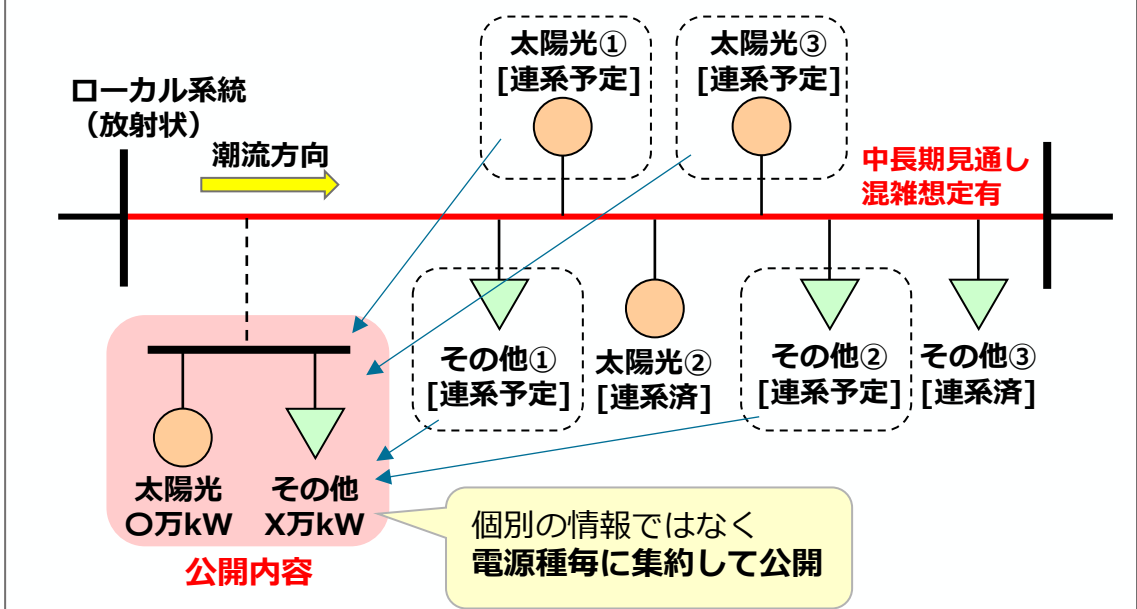 太陽光①
[連系予定]
太陽光③
[連系予定]
ローカル系統
（放射状）
潮流方向
中長期見通し
混雑想定有
その他①
[連系予定]
太陽光②
[連系済]
その他②
[連系予定]
その他③
[連系済]
太陽光
〇万kW
その他
X万kW
公開内容
個別の情報ではなく
電源種毎に集約して公開